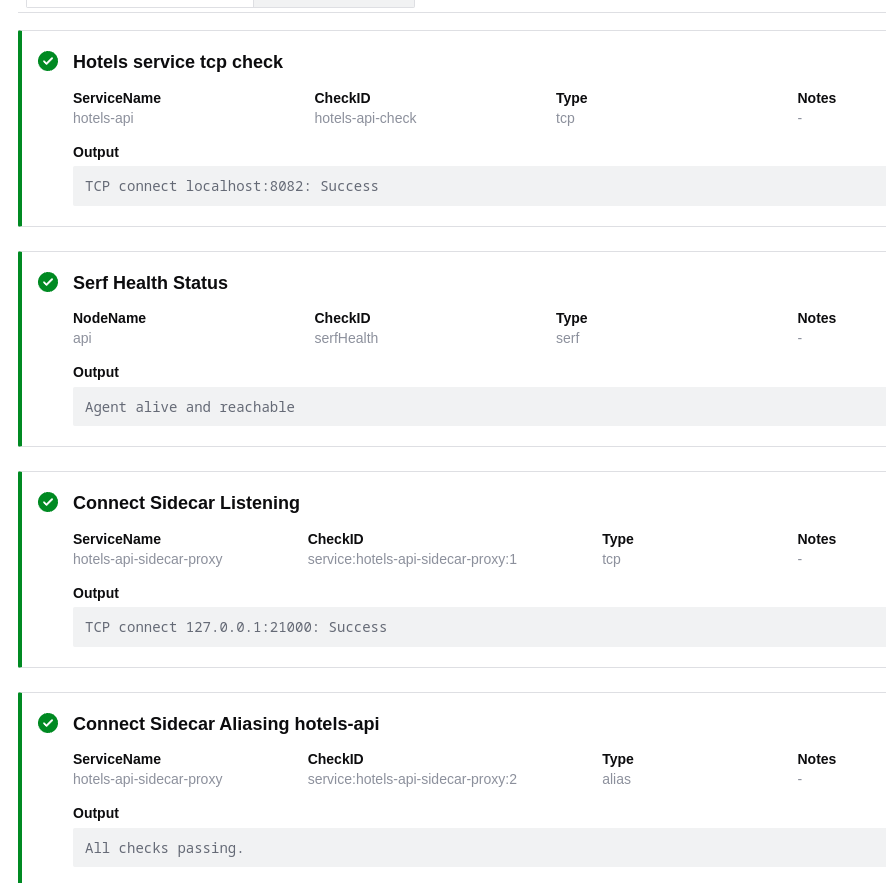 Hotels service tcp check
ServiceName CheckID Type Notes
hotels-api hotels-api-check tcp -
Output
TCP connect localhost:8082: Success
Serf Health Status
NodeName CheckID Type Notes
api serfHealth serf -
Output
Agent alive and reachable
Connect Sidecar Listening
ServiceName CheckID Type Notes
hotels-api-sidecar-proxy service:hotels-api-sidecar-proxy:1 tcp -
Output
TCP connect 127.0.0.1:21000: Success
Connect Sidecar Aliasing hotels-api
ServiceName CheckID Type Notes
hotels-api-sidecar-proxy service:hotels-api-sidecar-proxy:2 alias -
Output
All checks passing.